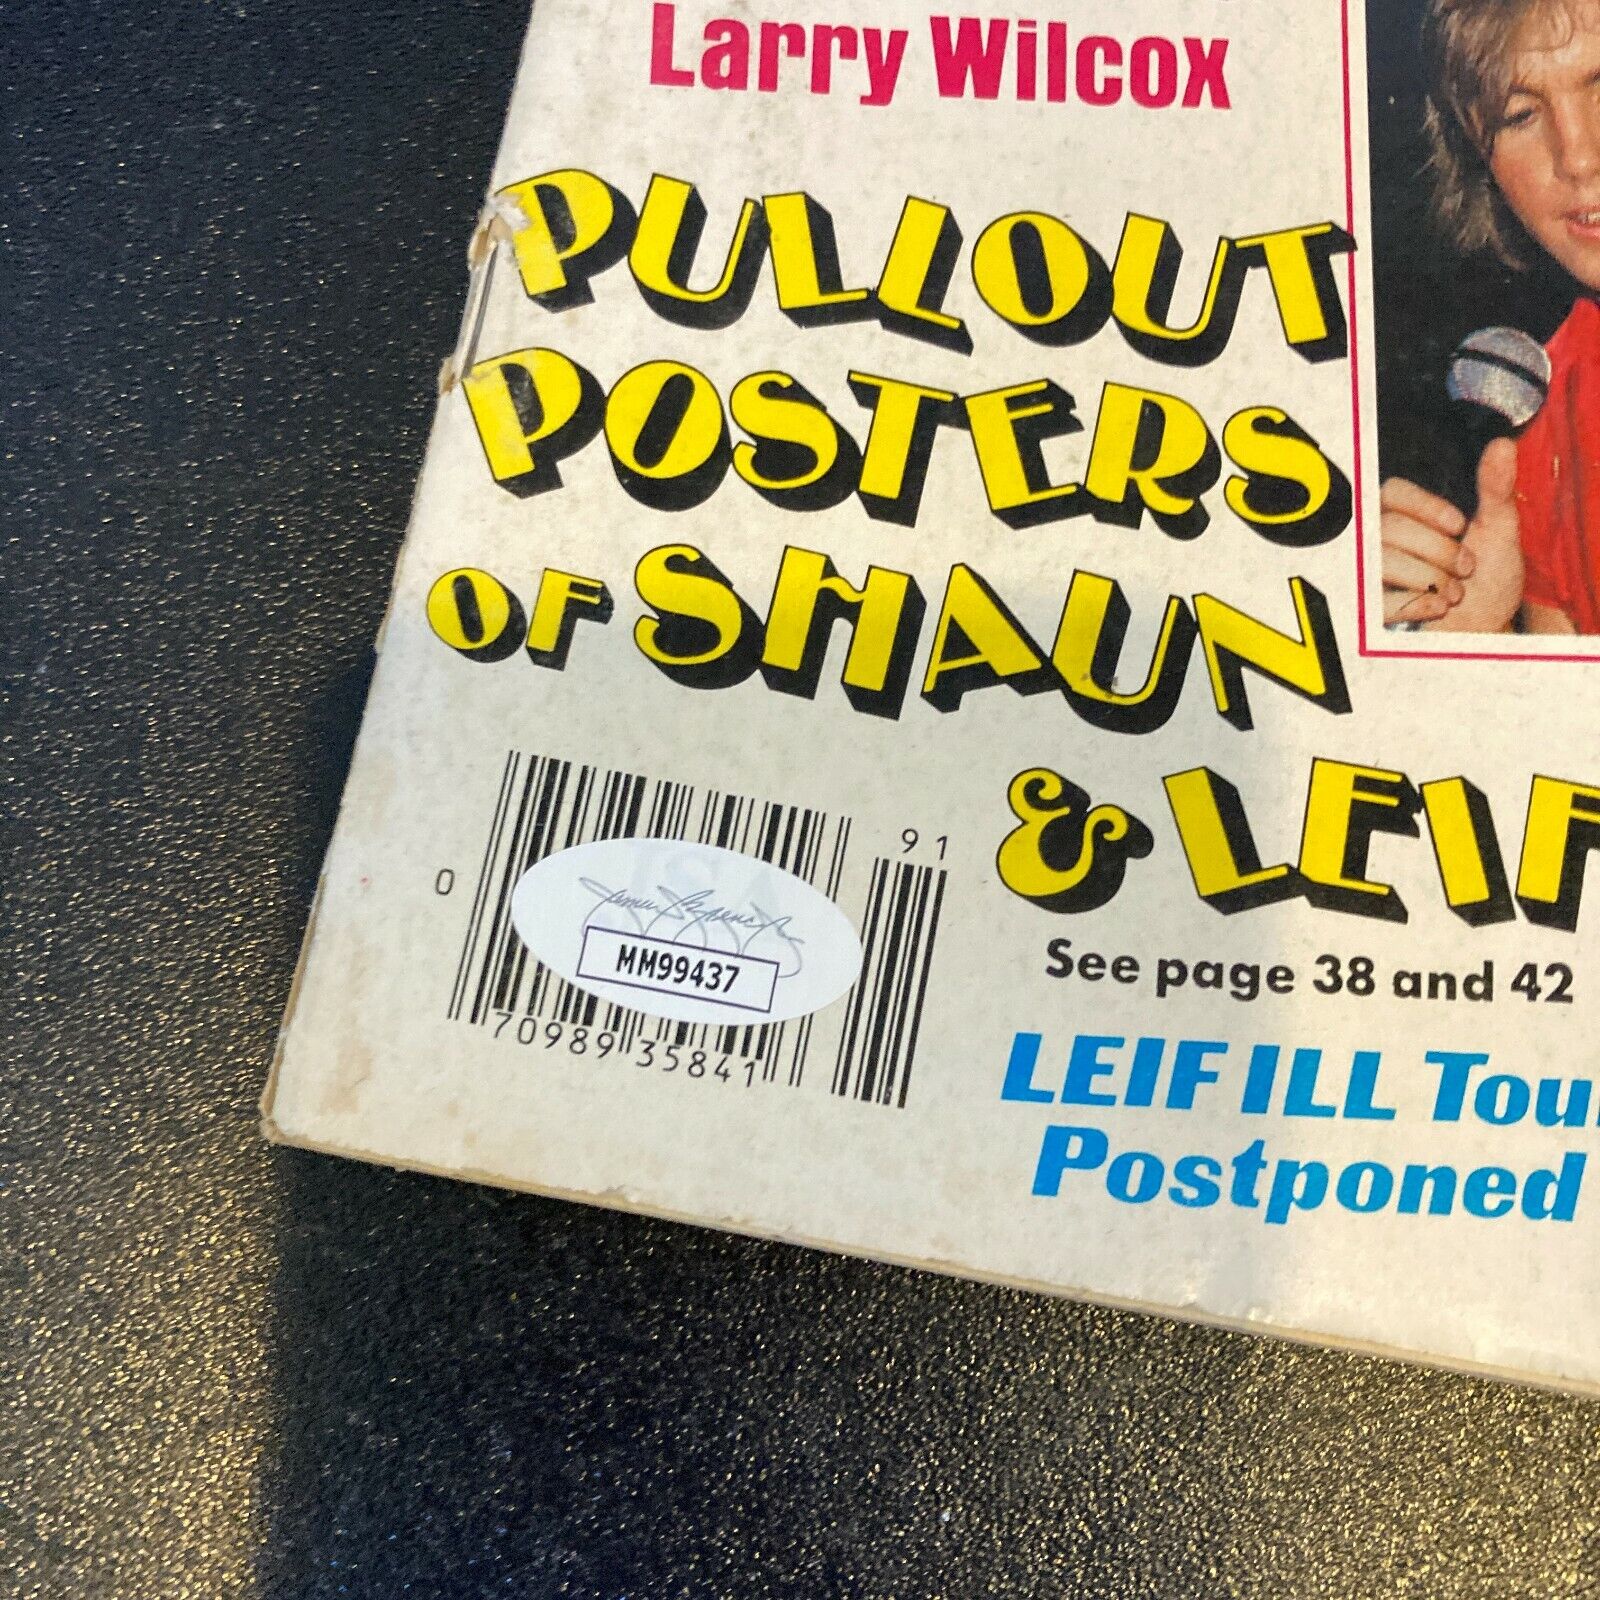 Larry Wilcox
PULLOUT
POSTERS
OF SHAUN
& LEIF
See page 38 and 42
LEIF ILL Tour
Postponed
91
0
MM99437
70989 35841